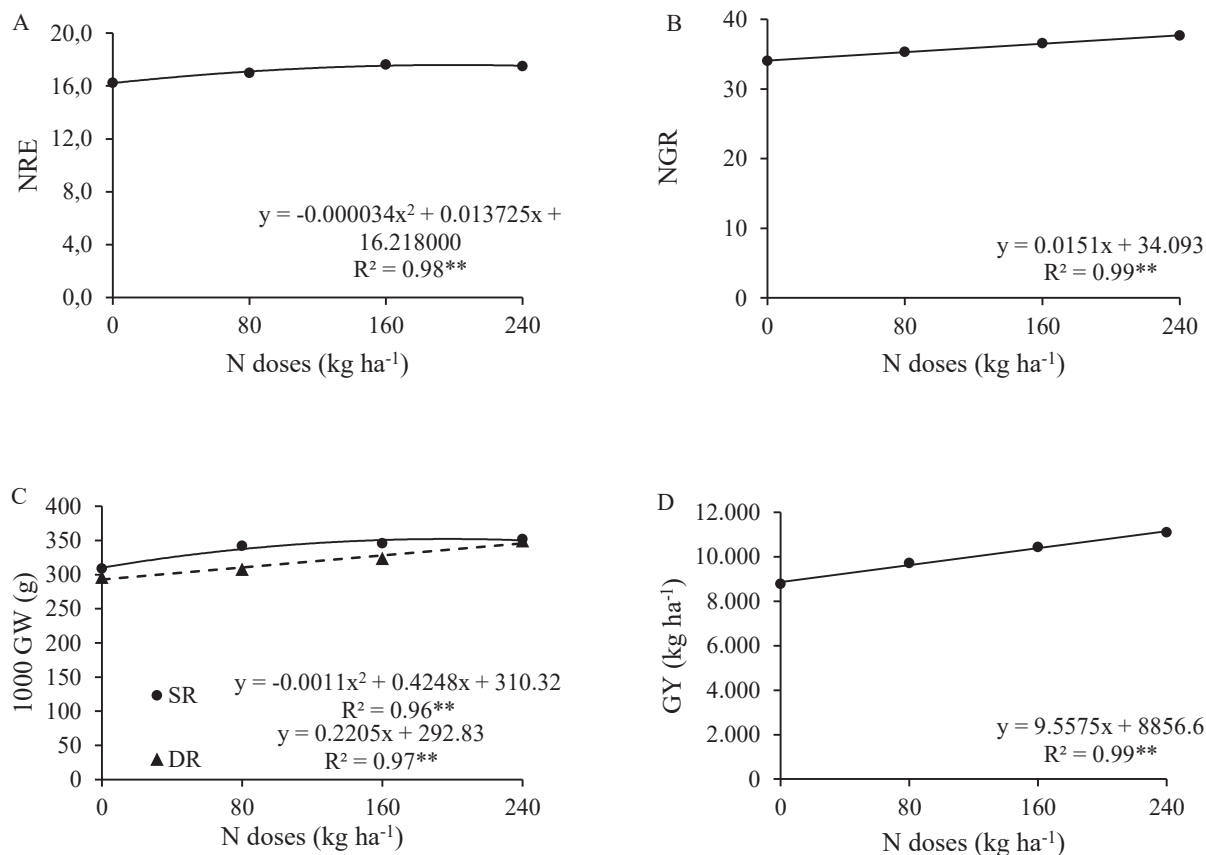 A
20,0
16,0
12,0
8,0
4,0
0,0
NRE
y = -0.000034x² + 0.013725x +
16.218000
R² = 0.98**
0 80 160 240
N doses (kg ha⁻¹)
B
40
30
20
10
0
NGR
y = 0.0151x + 34.093
R² = 0.99**
0 80 160 240
N doses (kg ha⁻¹)
C
400
350
300
250
200
150
100
50
0
1000 GW (g)
SR
y = -0.0011x² + 0.4248x + 310.32
R² = 0.96**
y = 0.2205x + 292.83
DR
R² = 0.97**
0 80 160 240
N doses (kg ha⁻¹)
D
12.000
10.000
8.000
6.000
4.000
2.000
0
GY (kg ha⁻¹)
y = 9.5575x + 8856.6
R² = 0.99**
0 80 160 240
N doses (kg ha⁻¹)